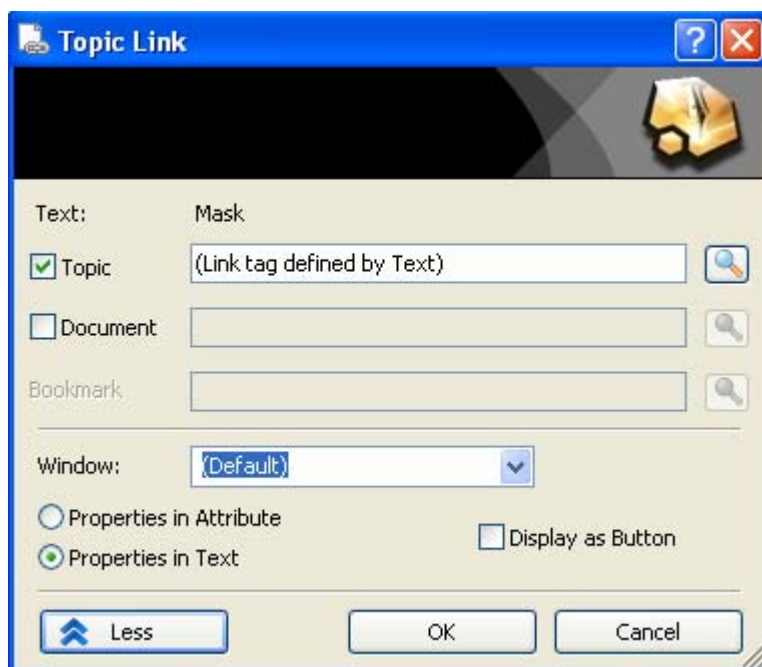 Topic Link
Text: Mask
Topic (Link tag defined by Text)
Document
Bookmark
Window: (Default)
Properties in Attribute
Display as Button
Properties in Text
Less OK Cancel